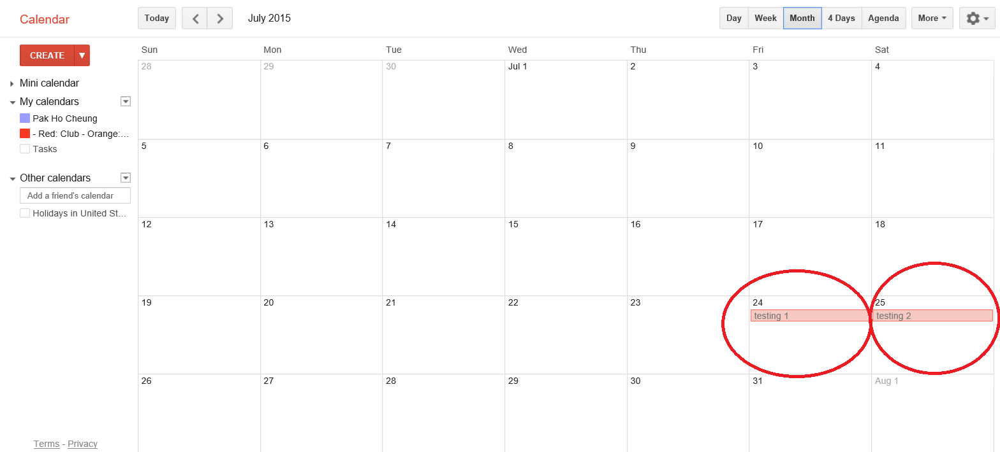 Calendar
Today
July 2015
Day Week Month 4 Days Agenda More
CREATE
Mini calendar
My calendars
Pak Ho Cheung
- Red: Club - Orange:...
Tasks
Other calendars
Add a friend's calendar
Holidays in United St...
Terms - Privacy
Sun Mon Tue Wed Thu Fri Sat
28 29 30 Jul 1 2 3 4
5 6 7 8 9 10 11
12 13 14 15 16 17 18
19 20 21 22 23 24 25
testing 1 testing 2
26 27 28 29 30 31 Aug 1